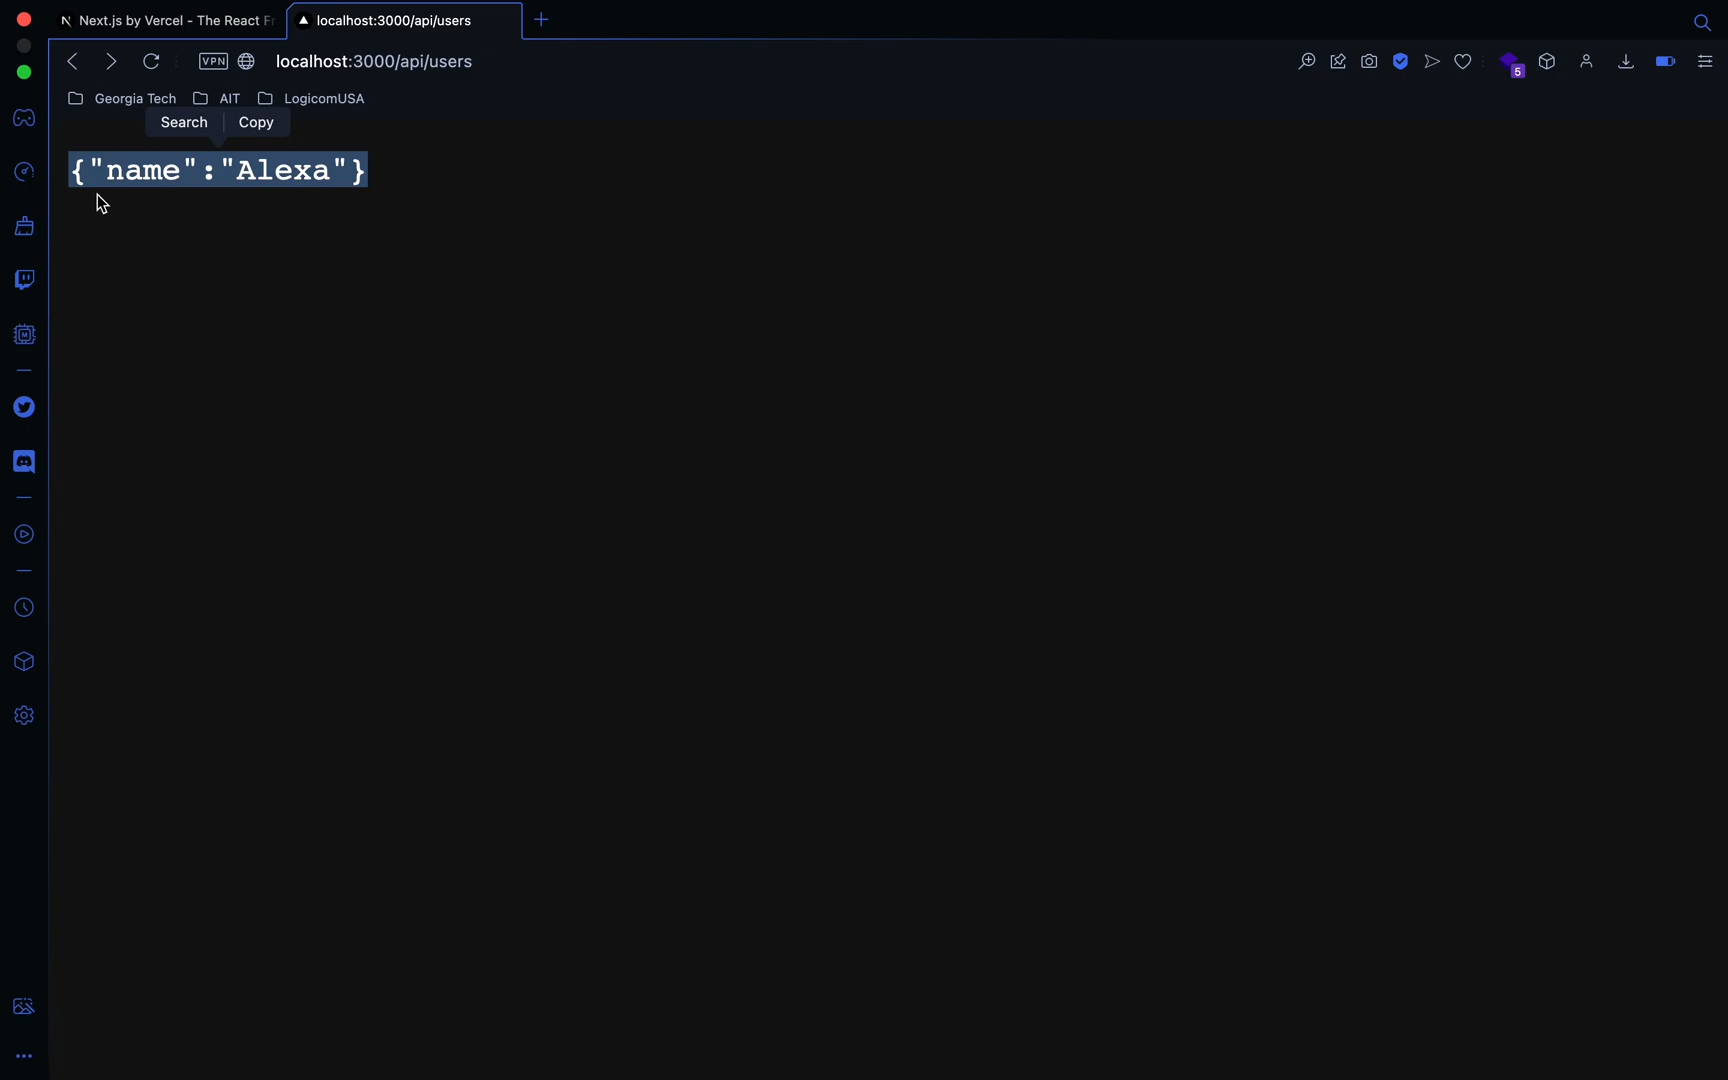 Next.js by Vercel - The React Fr
localhost:3000/api/users
VPN
localhost:3000/api/users
5
Georgia Tech
AIT
LogicomUSA
Search
Copy
{"name":"Alexa"}